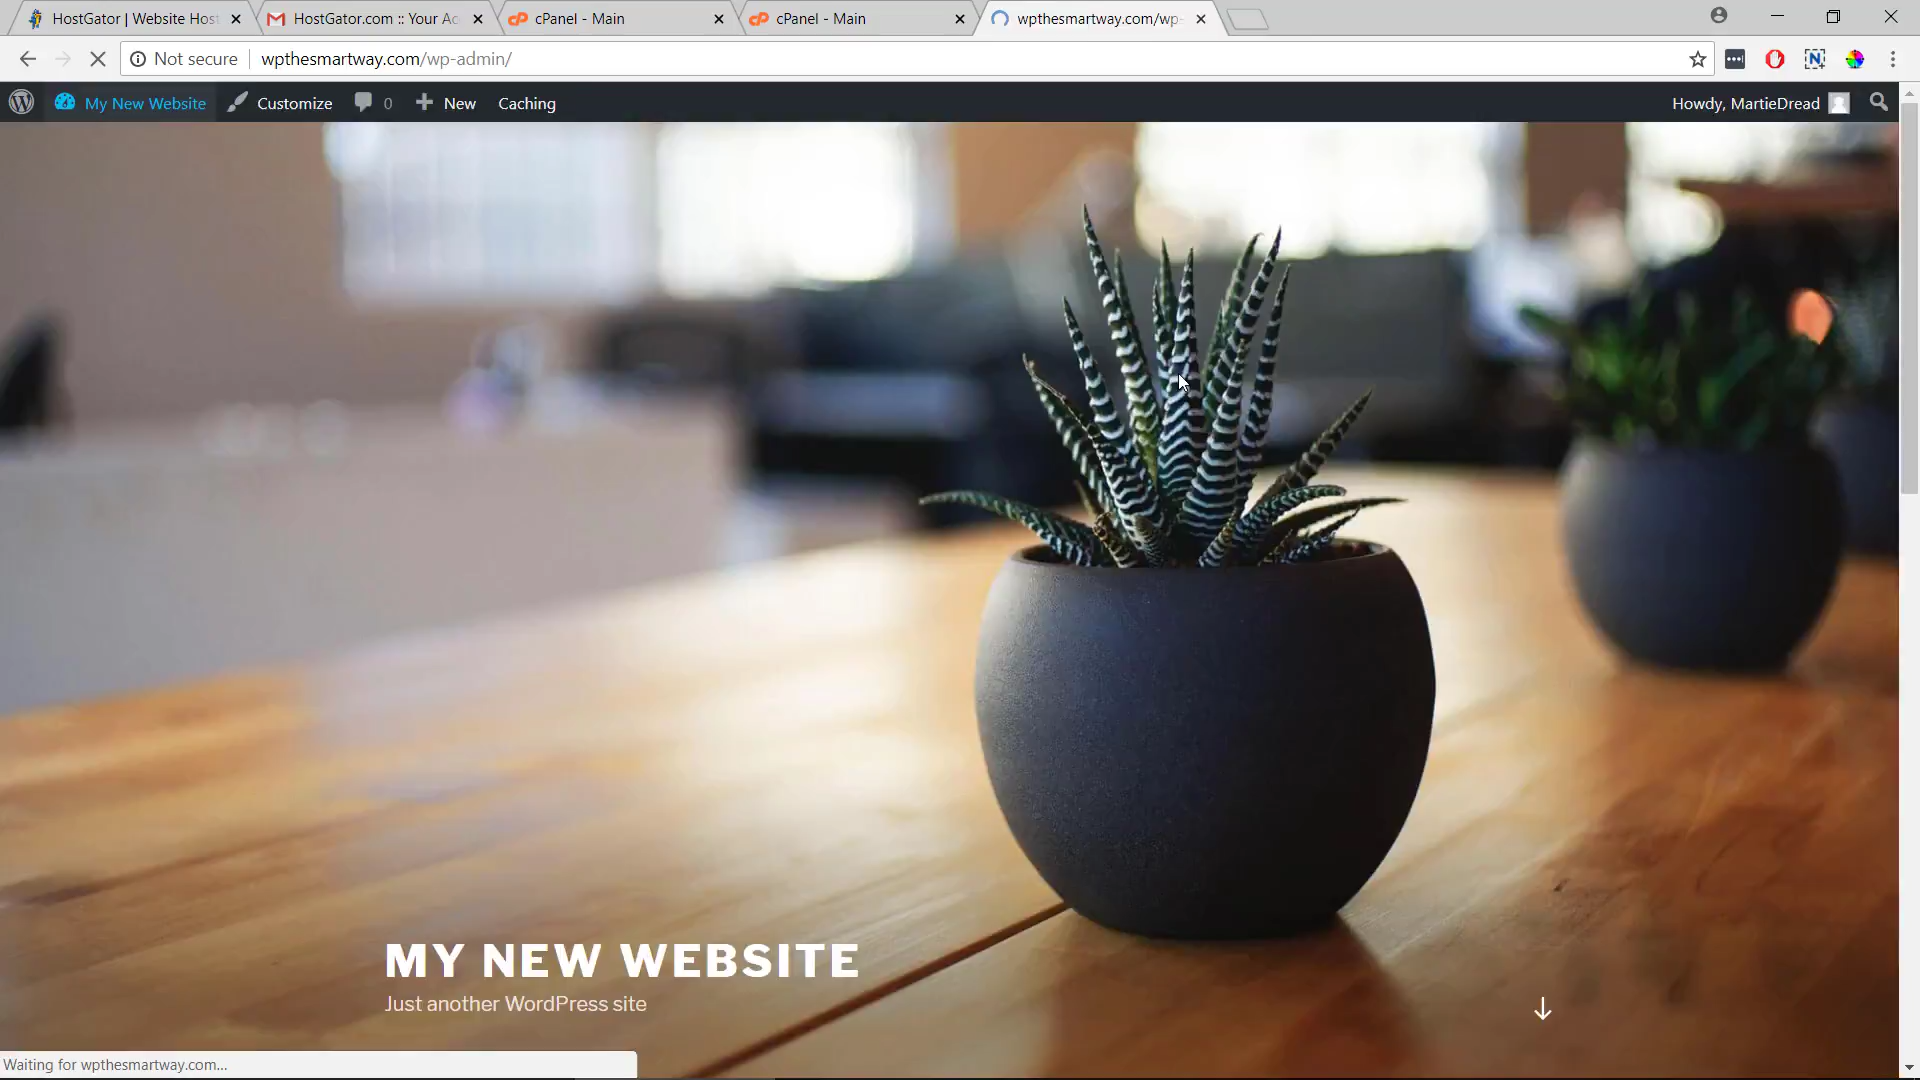 HostGator | Website Host
HostGator.com :: Your Ac
cPanel - Main
cPanel - Main
wpthesmartway.com/wp-
Not secure
wpthesmartway.com/wp-admin/
My New Website
Customize
0
New
Caching
Howdy, MartieDread
MY NEW WEBSITE
Just another WordPress site
Waiting for wpthesmartway.com...